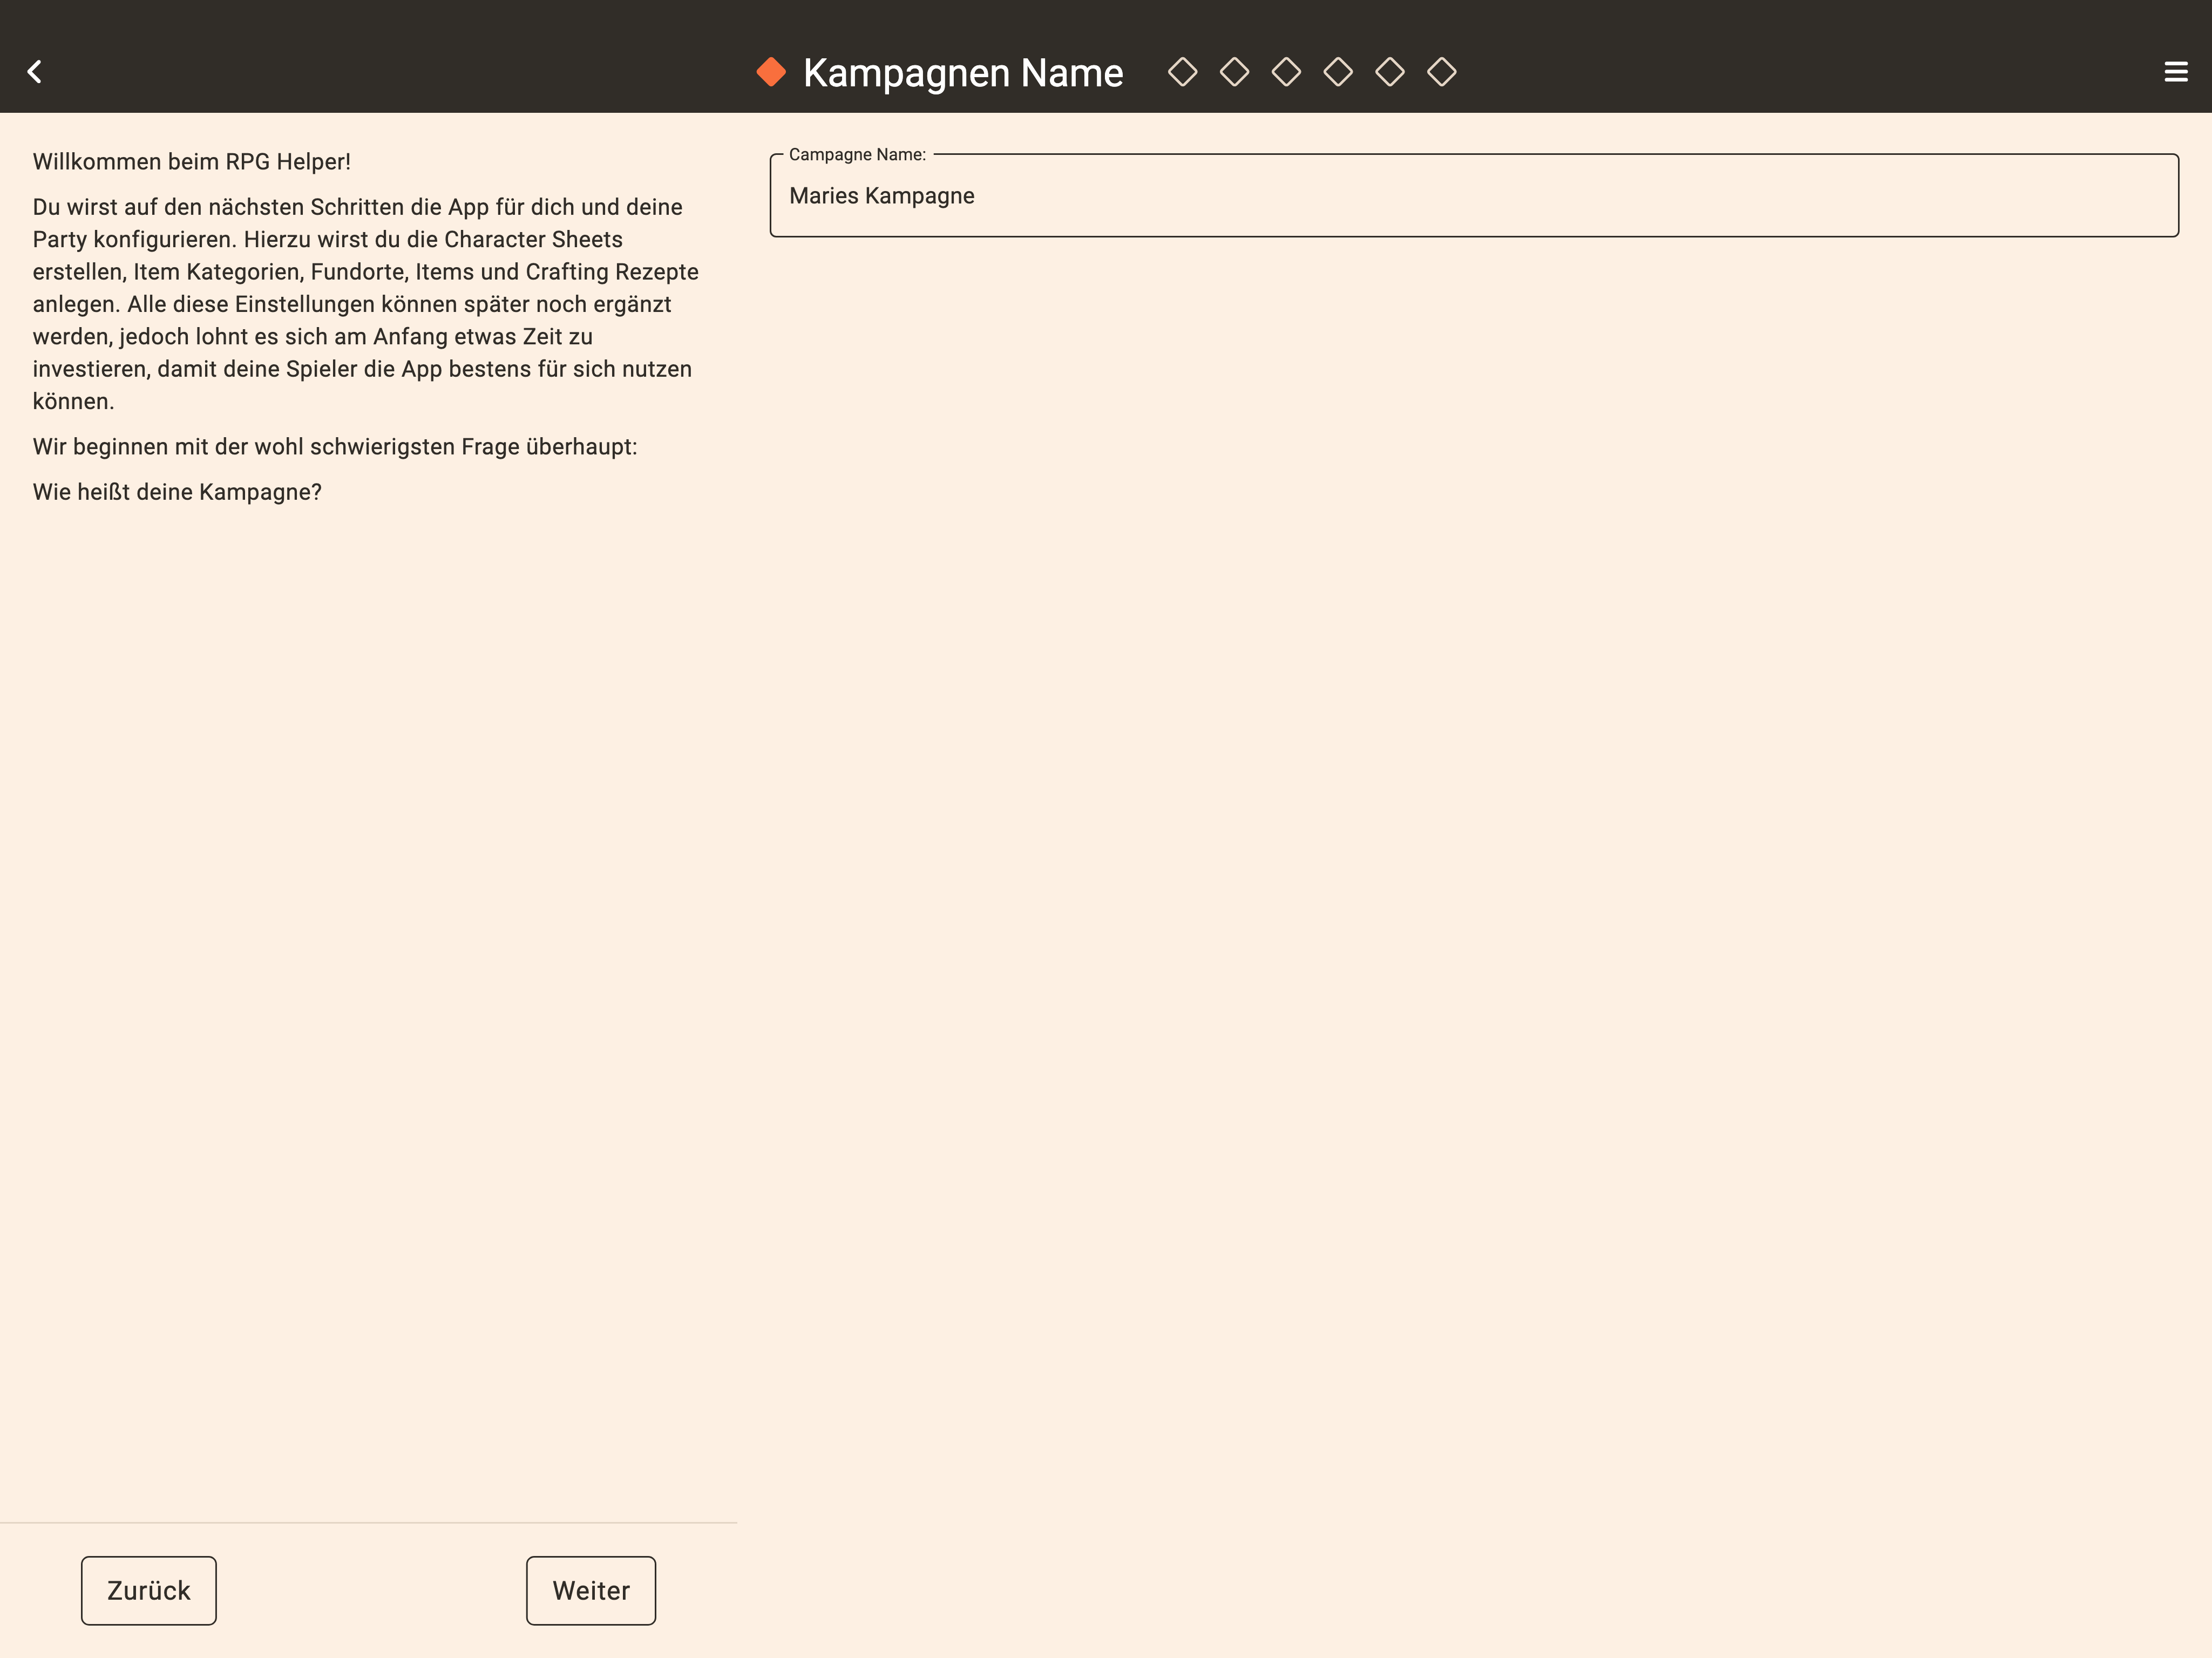 Kampagnen Name
Willkommen beim RPG Helper!
Du wirst auf den nächsten Schritten die App für dich und deine
Party konfigurieren. Hierzu wirst du die Character Sheets
erstellen, Item Kategorien, Fundorte, Items und Crafting Rezepte
anlegen. Alle diese Einstellungen können später noch ergänzt
werden, jedoch lohnt es sich am Anfang etwas Zeit zu
investieren, damit deine Spieler die App bestens für sich nutzen
können.
Wir beginnen mit der wohl schwierigsten Frage überhaupt:
Wie heißt deine Kampagne?
Campagne Name:
Maries Kampagne
Zurück
Weiter